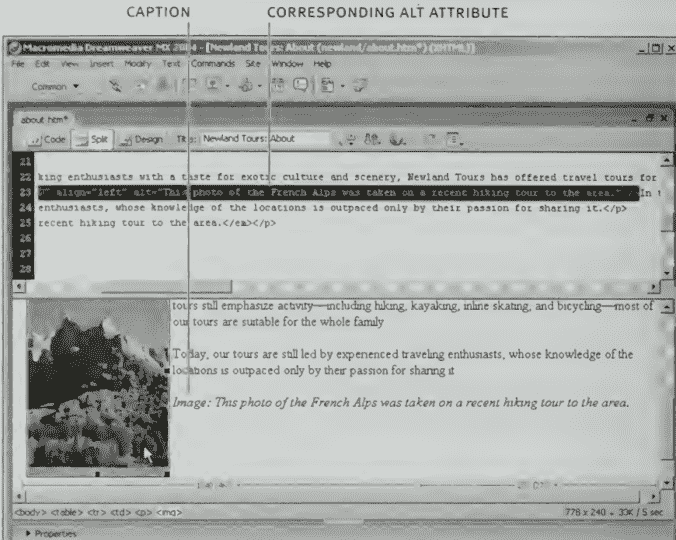 CAPTION CORRESPONDING ALT ATTRIBUTE
Macromedia Dreamweaver MX 2004 - [Newland Tours: About (newland/about.htm*) (XHTML)]
File Edit View Insert Modify Text Commands Site Window Help
Common
about.htm*
Code Split Design Title: Newland Tours: About
21
22 king enthusiasts with a taste for exotic culture and scenery, Newland Tours has offered travel tours for
23 align="left" alt="This photo of the French Alps was taken on a recent hiking tour to the area." In
24 enthusiasts, whose knowledge of the locations is outpaced only by their passion for sharing it.</p>
25 recent hiking tour to the area.</em></p>
26
27
28
tours still emphasize activity—including hiking, kayaking, inline skating, and bicycling—most of
our tours are suitable for the whole family
Today, our tours are still led by experienced traveling enthusiasts, whose knowledge of the
locations is outpaced only by their passion for sharing it
Image: This photo of the French Alps was taken on a recent hiking tour to the area.
<body> <table> <tr> <td> <p> <img> 778 x 240 33K / 5 sec
Properties